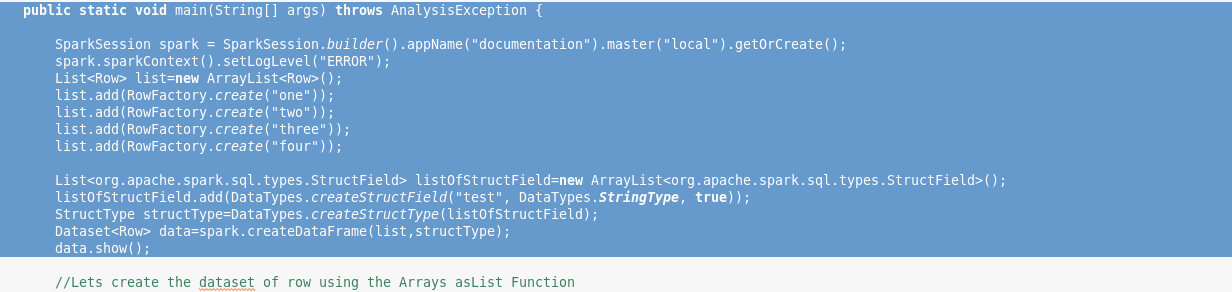 public static void main(String[] args) throws AnalysisException {
SparkSession spark = SparkSession.builder().appName("documentation").master("local").getOrCreate();
spark.sparkContext().setLogLevel("ERROR");
List<Row> list=new ArrayList<Row>();
list.add(RowFactory.create("one"));
list.add(RowFactory.create("two"));
list.add(RowFactory.create("three"));
list.add(RowFactory.create("four"));
List<org.apache.spark.sql.types.StructField> listOfStructField=new ArrayList<org.apache.spark.sql.types.StructField>();
listOfStructField.add(DataTypes.createStructField("test", DataTypes.StringType, true));
StructType structType=DataTypes.createStructType(listOfStructField);
Dataset<Row> data=spark.createDataFrame(list,structType);
data.show();
//Lets create the dataset of row using the Arrays asList Function